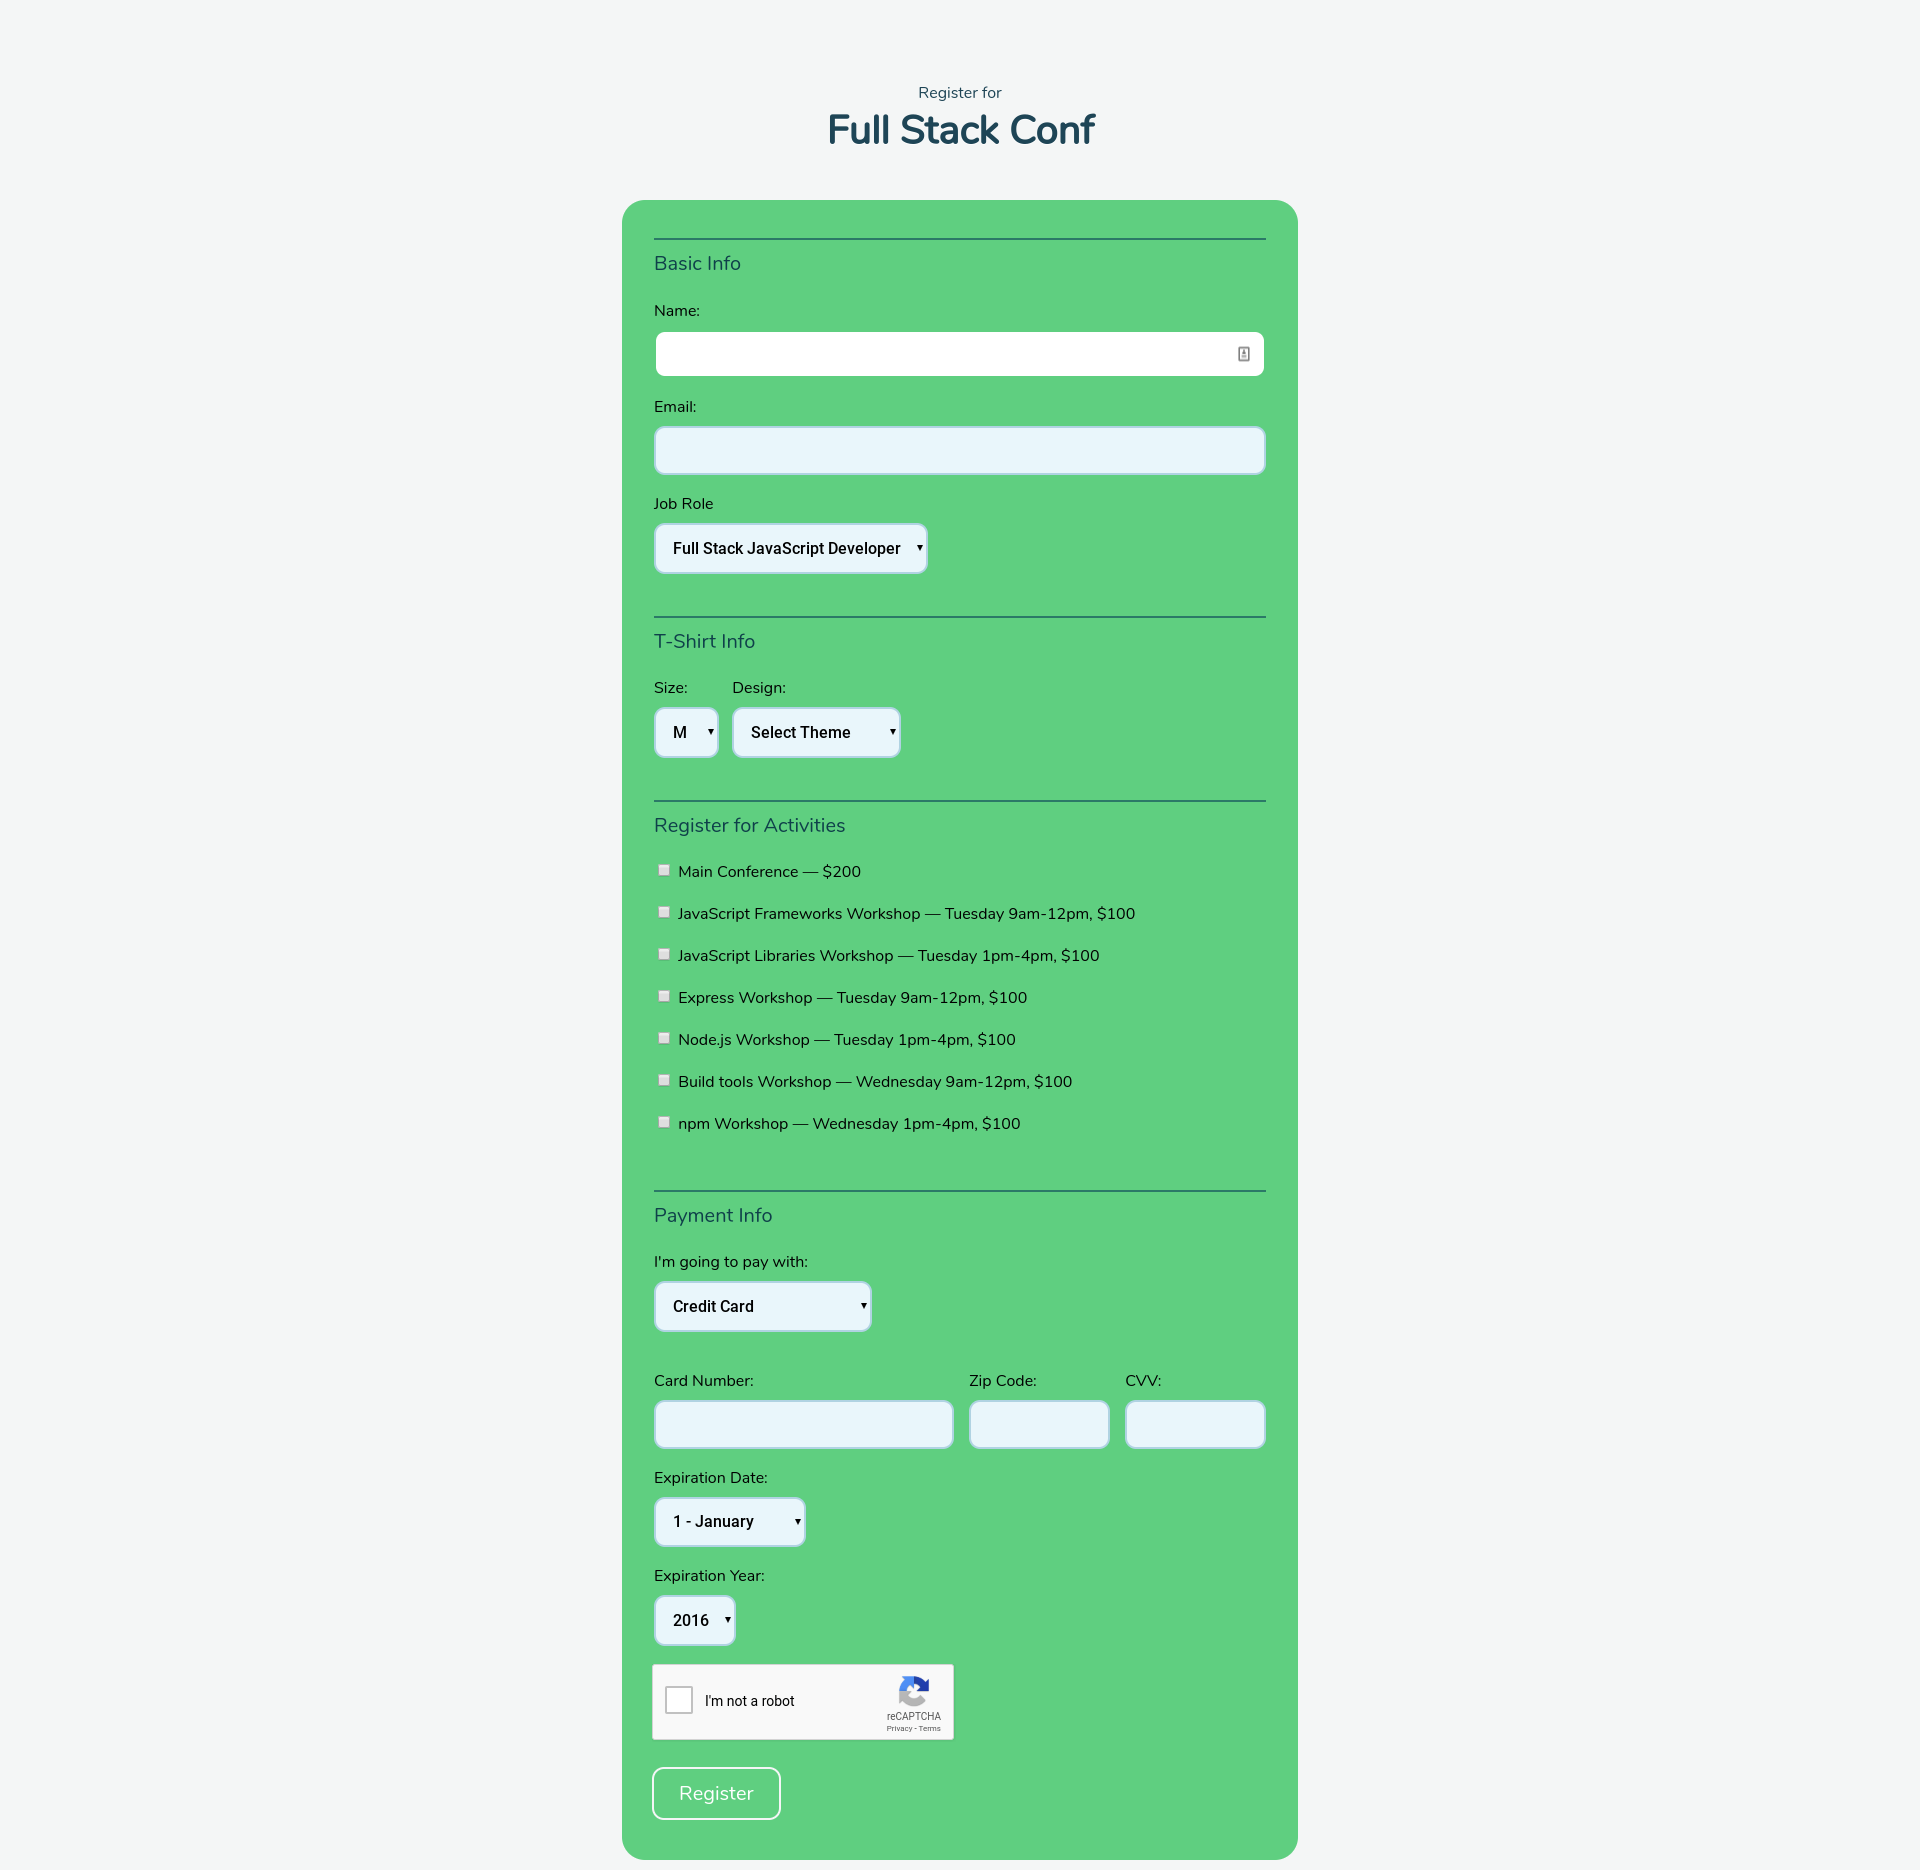 Register for
Full Stack Conf
Basic Info
Name:
Email:
Job Role
Full Stack JavaScript Developer
T-Shirt Info
Size: Design:
M Select Theme
Register for Activities
Main Conference — $200
JavaScript Frameworks Workshop — Tuesday 9am-12pm, $100
JavaScript Libraries Workshop — Tuesday 1pm-4pm, $100
Express Workshop — Tuesday 9am-12pm, $100
Node.js Workshop — Tuesday 1pm-4pm, $100
Build tools Workshop — Wednesday 9am-12pm, $100
npm Workshop — Wednesday 1pm-4pm, $100
Payment Info
I'm going to pay with:
Credit Card
Card Number: Zip Code: CVV:
Expiration Date:
1 - January
Expiration Year:
2016
I'm not a robot
reCAPTCHA
Privacy - Terms
Register